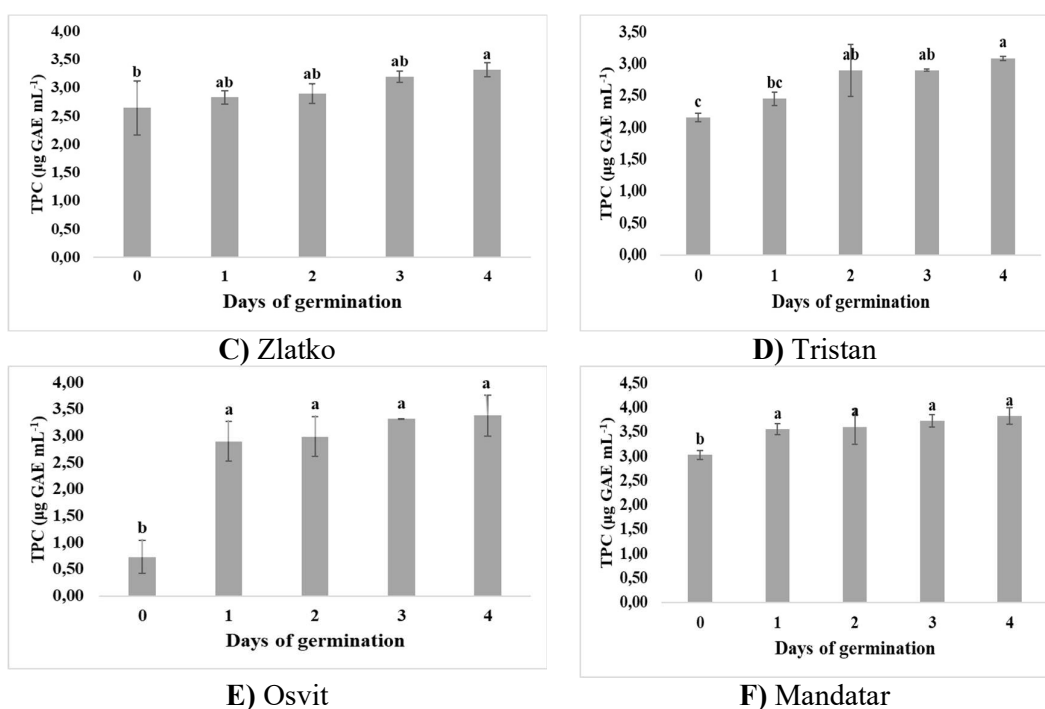 4,00
3,50
3,00
2,50
2,00
1,50
1,00
0,50
0,00
TPC (µg GAE mL-1)
b
ab
ab
ab
a
0 1 2 3 4
Days of germination
C) Zlatko
3,50
3,00
2,50
2,00
1,50
1,00
0,50
0,00
TPC (µg GAE mL-1)
c
bc
ab
ab
a
0 1 2 3 4
Days of germination
D) Tristan
4,00
3,50
3,00
2,50
2,00
1,50
1,00
0,50
0,00
TPC (µg GAE mL-1)
b
a
a
a
a
0 1 2 3 4
Days of germination
E) Osvit
4,50
4,00
3,50
3,00
2,50
2,00
1,50
1,00
0,50
0,00
TPC (µg GAE mL-1)
b
a
a
a
a
0 1 2 3 4
Days of germination
F) Mandatar